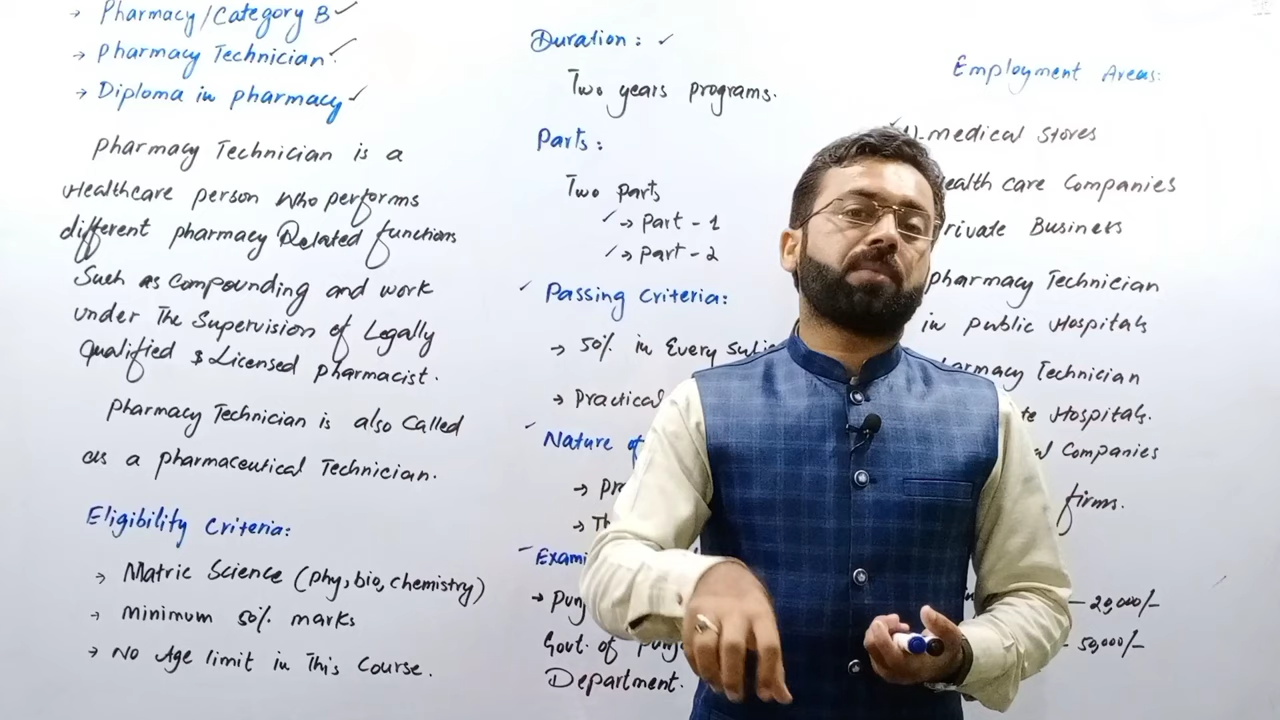 → Pharmacy/Category B ✓
→ Pharmacy Technician ✓
→ Diploma in pharmacy ✓
Pharmacy Technician is a
Healthcare person who performs
different pharmacy Related functions
Such as compounding and work
under The Supervision of Legally
Qualified & Licensed pharmacist.
Pharmacy Technician is also Called
as a pharmaceutical Technician.
Eligibility Criteria:
→ Matric Science (phy, bio, chemistry)
→ Minimum 50% marks
→ No Age limit in This Course.
Duration: ✓
Two years programs.
Parts:
Two parts
✓ → Part - 1
✓ → Part - 2
✓ Passing Criteria:
→ 50% in Every
→ Practical
Nature of
Govt. of
Department.
Employment Areas:
medical Stores
Companies
Business
pharmacy Technician
in Public Hospitals
Technician
Hospitals.
Companies
firms.
- 20,000/-
- 50,000/-